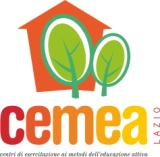 cemea
LAZIO
centri di esercitazione ai metodi dell'educazione attiva